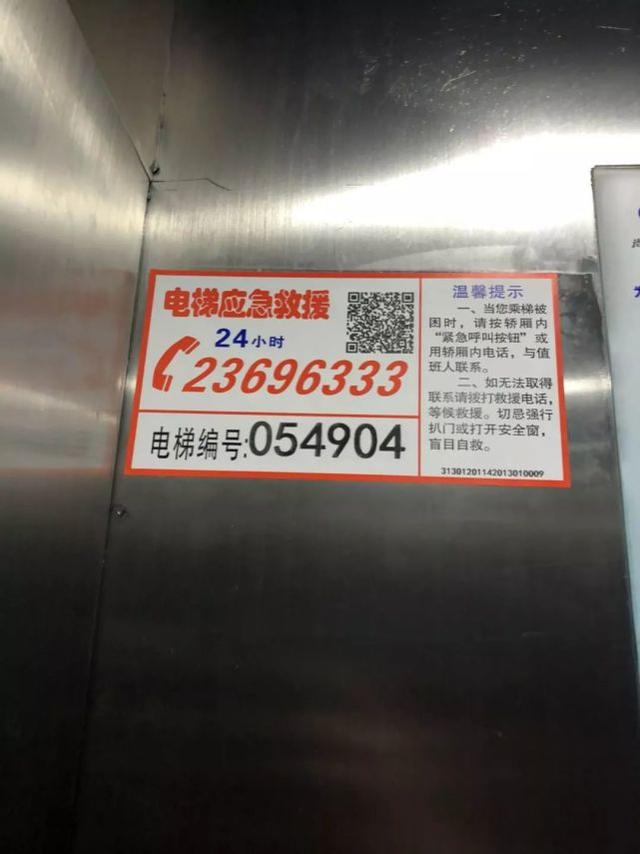 电梯应急救援
24小时
23696333
电梯编号:054904
温馨提示
一、当您乘梯被
困时，请按轿厢内
“紧急呼叫按钮”或
用轿厢内电话，与值
班人联系。
二、如无法取得
联系请拨打救援电话，
等候救援。切忌强行
扒门或打开安全窗，
盲目自救。
31301201142013010009